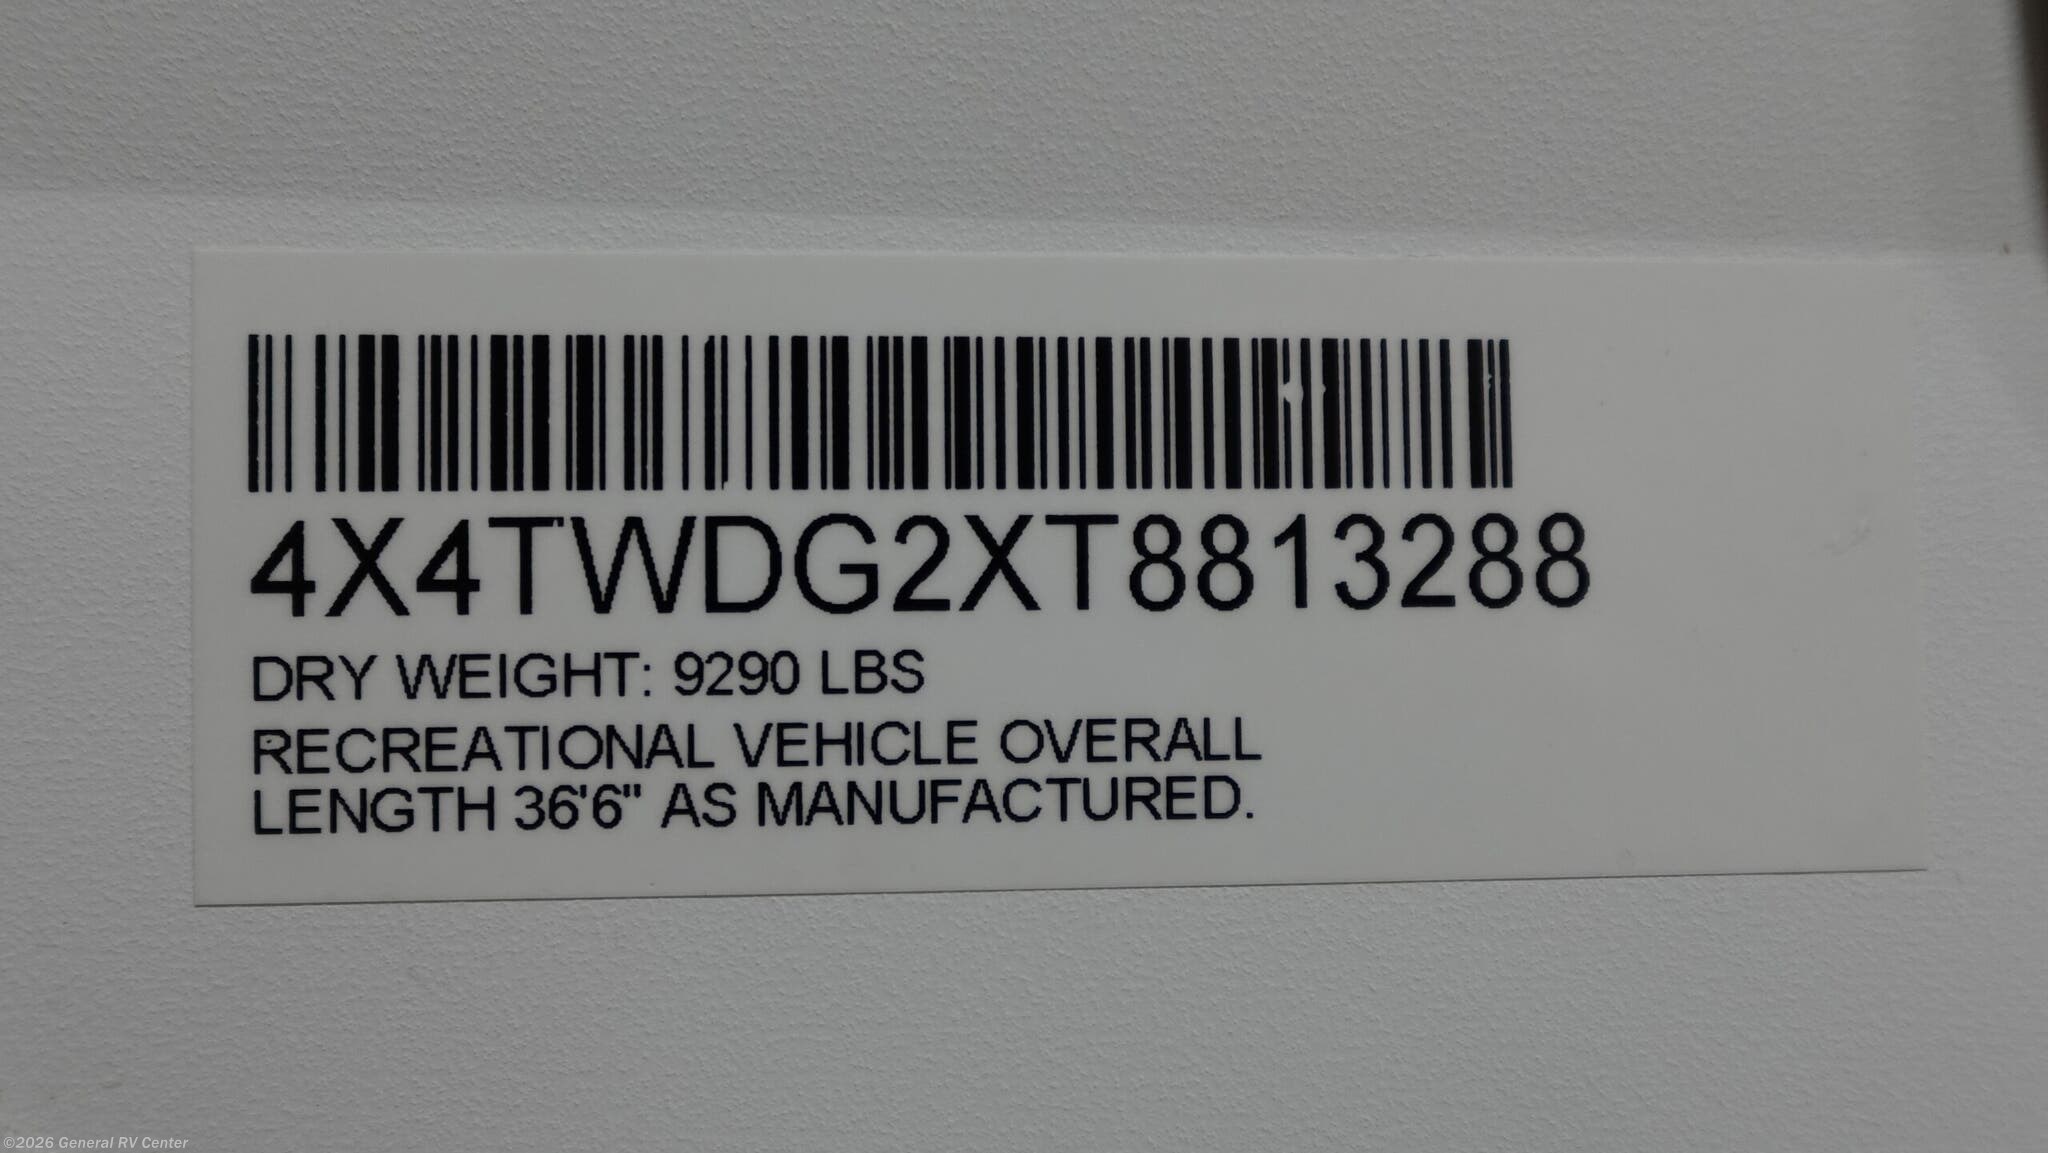 4X4TWDG2XT8813288
DRY WEIGHT: 9290 LBS
RECREATIONAL VEHICLE OVERALL
LENGTH 36'6" AS MANUFACTURED.
©2026 General RV Center